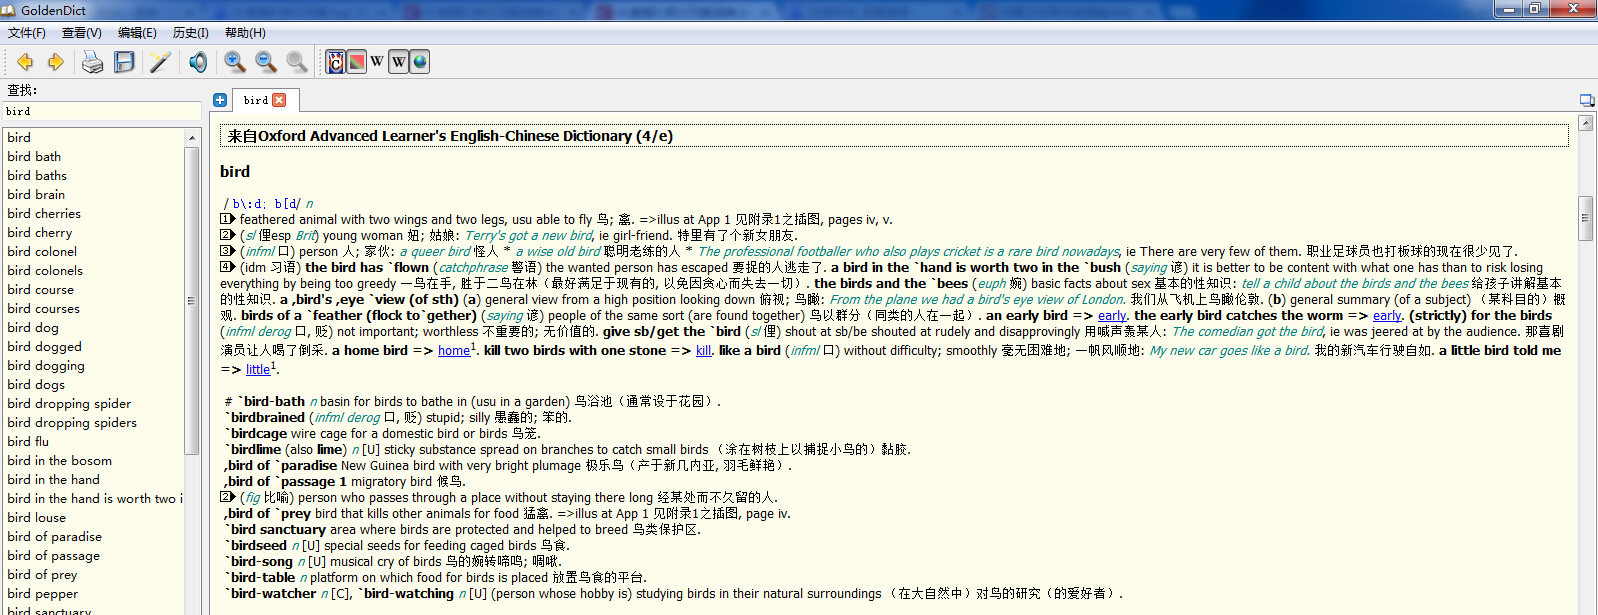 GoldenDict
文件(F) 查看(V) 编辑(E) 历史(I) 帮助(H)
W W
查找:
bird
bird
bird
bird bath
bird baths
bird brain
bird cherries
bird cherry
bird colonel
bird colonels
bird course
bird courses
bird dog
bird dogged
bird dogging
bird dogs
bird dropping spider
bird dropping spiders
bird flu
bird in the bosom
bird in the hand
bird in the hand is worth two i
bird louse
bird of paradise
bird of passage
bird of prey
bird pepper
bird sanctuary
来自Oxford Advanced Learner's English-Chinese Dictionary (4/e)
bird
/ b\:d; b[d/ n
1 feathered animal with two wings and two legs, usu able to fly 鸟; 禽. =>illus at App 1 见附录1之插图, pages iv, v.
2 (sl 俚esp Brit) young woman 妞; 姑娘: Terry's got a new bird, ie girl-friend. 特里有了个新女朋友.
3 (infml 口) person 人; 家伙: a queer bird 怪人 * a wise old bird 聪明老练的人 * The professional footballer who also plays cricket is a rare bird nowadays, ie There are very few of them. 职业足球员也打板球的现在很少见了.
4 (idm 习语) the bird has `flown (catchphrase 警语) the wanted person has escaped 要捉的人逃走了. a bird in the `hand is worth two in the `bush (saying 谚) it is better to be content with what one has than to risk losing
everything by being too greedy 一鸟在手, 胜于二鸟在林（最好满足于现有的, 以免因贪心而失去一切）. the birds and the `bees (euph 婉) basic facts about sex 基本的性知识: tell a child about the birds and the bees 给孩子讲解基本
的性知识. a ,bird's ,eye `view (of sth) (a) general view from a high position looking down 俯视; 鸟瞰: From the plane we had a bird's eye view of London. 我们从飞机上鸟瞰伦敦. (b) general summary (of a subject) （某科目的）概
观. birds of a `feather (flock to`gether) (saying 谚) people of the same sort (are found together) 鸟以群分（同类的人在一起）. an early bird => early. the early bird catches the worm => early. (strictly) for the birds
(infml derog 口, 贬) not important; worthless 不重要的; 无价值的. give sb/get the `bird (sl 俚) shout at sb/be shouted at rudely and disapprovingly 用喊声轰某人: The comedian got the bird, ie was jeered at by the audience. 那喜剧
演员让人喝了倒采. a home bird => home1. kill two birds with one stone => kill. like a bird (infml 口) without difficulty; smoothly 毫无困难地; 一帆风顺地: My new car goes like a bird. 我的新汽车行驶自如. a little bird told me
=> little1.
# `bird-bath n basin for birds to bathe in (usu in a garden) 鸟浴池（通常设于花园）.
`birdbrained (infml derog 口, 贬) stupid; silly 愚蠢的; 笨的.
`birdcage wire cage for a domestic bird or birds 鸟笼.
`birdlime (also lime) n [U] sticky substance spread on branches to catch small birds （涂在树枝上以捕捉小鸟的）黏胶.
,bird of `paradise New Guinea bird with very bright plumage 极乐鸟（产于新几内亚, 羽毛鲜艳）.
,bird of `passage 1 migratory bird 候鸟.
2 (fig 比喻) person who passes through a place without staying there long 经某处而不久留的人.
,bird of `prey bird that kills other animals for food 猛禽. =>illus at App 1 见附录1之插图, page iv.
`bird sanctuary area where birds are protected and helped to breed 鸟类保护区.
`birdseed n [U] special seeds for feeding caged birds 鸟食.
`bird-song n [U] musical cry of birds 鸟的婉转啼鸣; 啁啾.
`bird-table n platform on which food for birds is placed 放置鸟食的平台.
`bird-watcher n [C], `bird-watching n [U] (person whose hobby is) studying birds in their natural surroundings （在大自然中）对鸟的研究（的爱好者）.